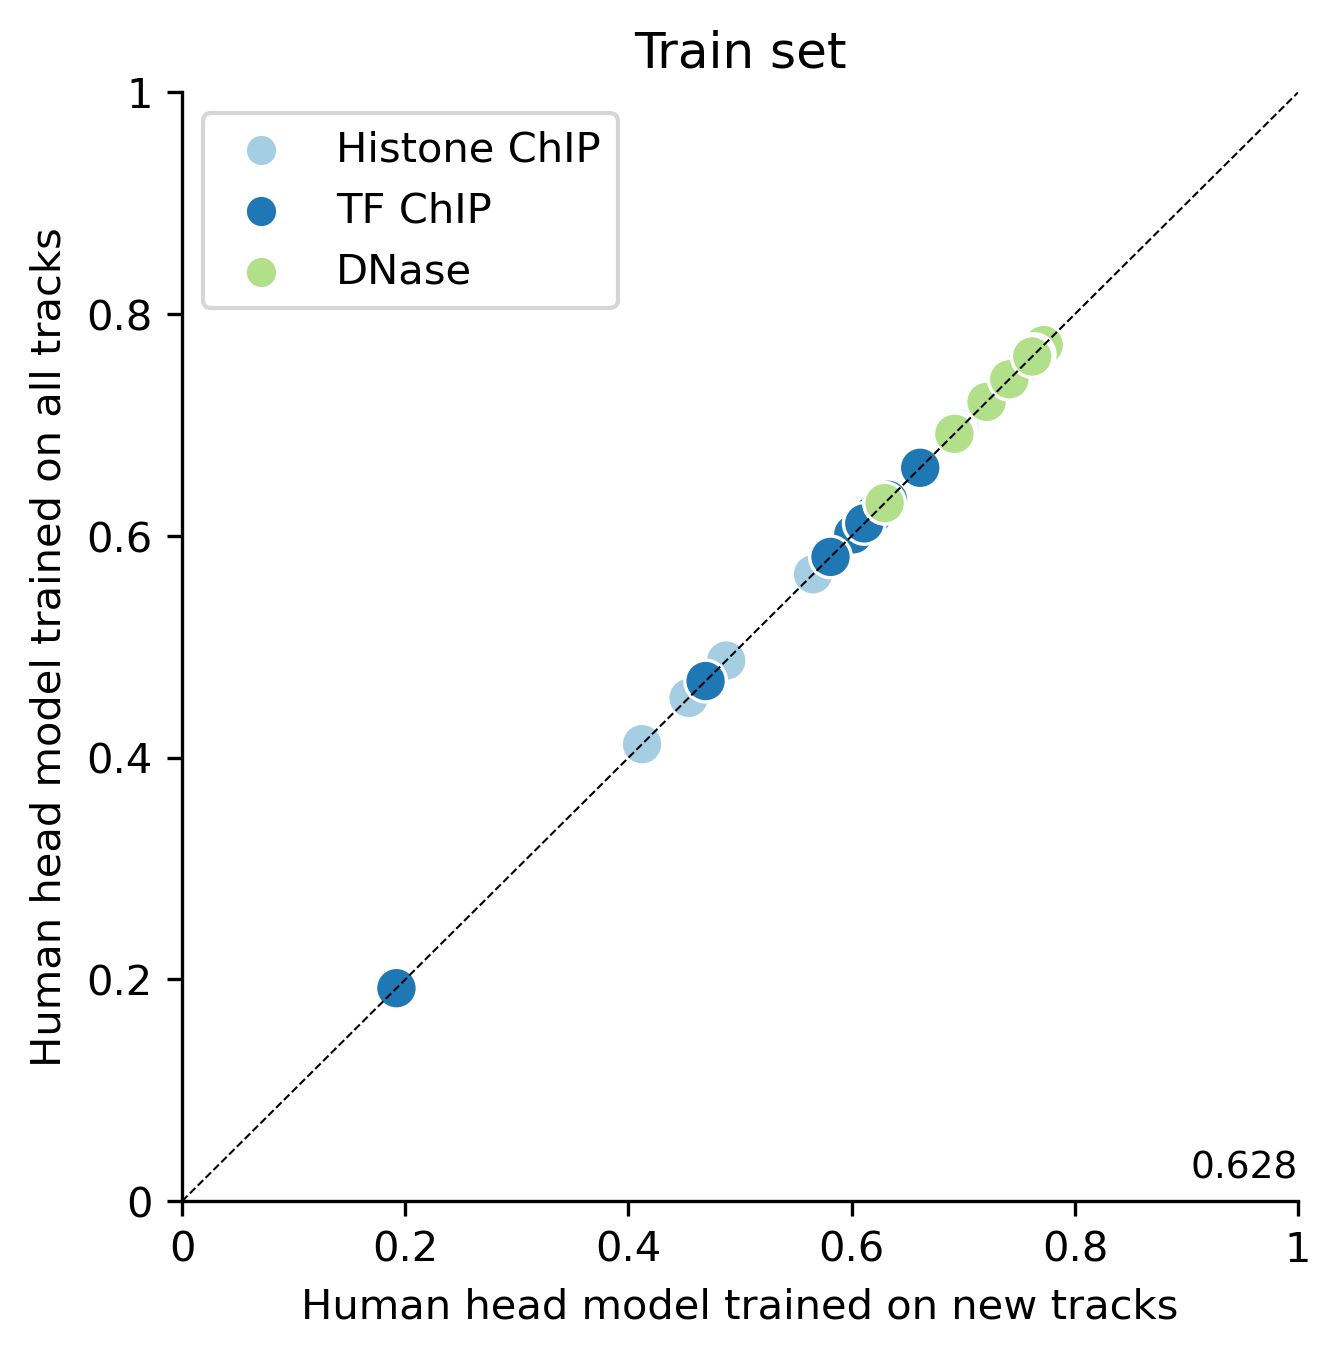 Train set
Histone ChIP
TF ChIP
DNase
Human head model trained on all tracks
1
0.8
0.6
0.4
0.2
0
0.628
0
0.2
0.4
0.6
0.8
1
Human head model trained on new tracks